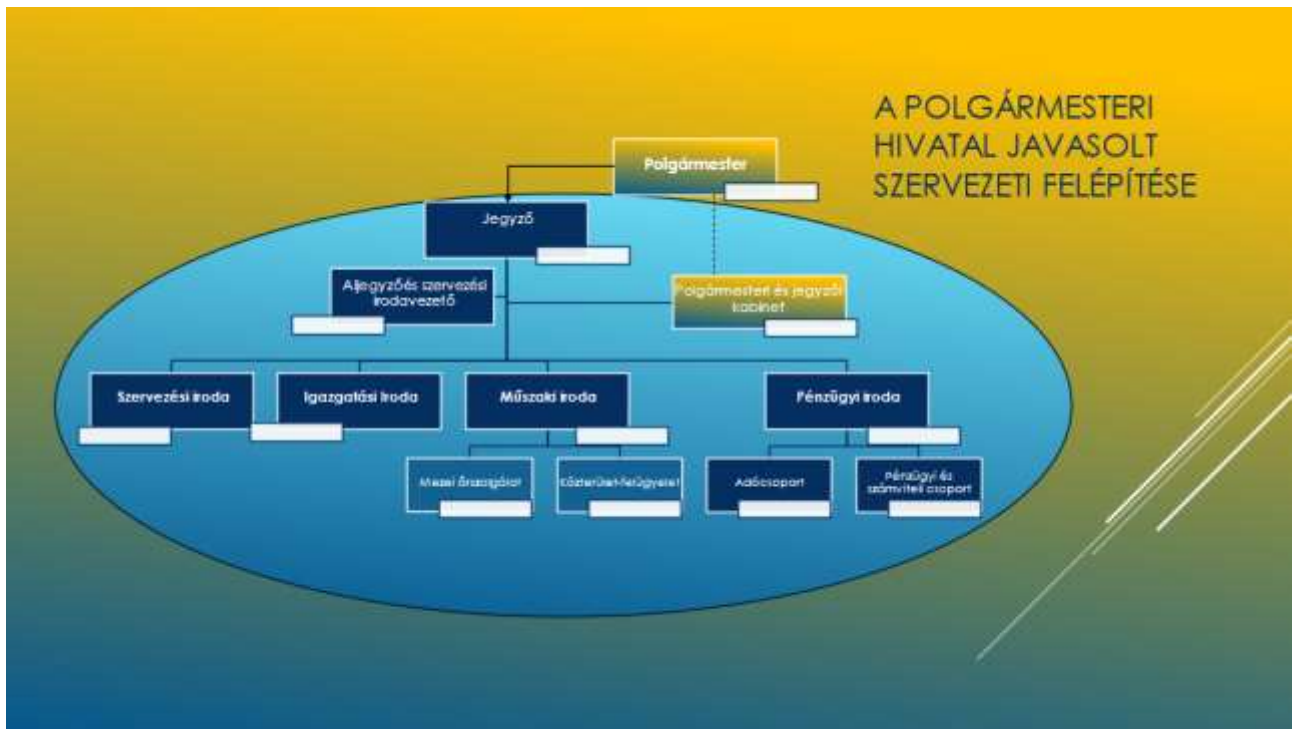 A POLGÁRMESTERI
HIVATAL JAVASOLT
SZERVEZETI FELÉPÍTÉSE
Polgármester
Jegyző
Aljegyző és szervezési
irodavezető
Polgármesteri és jegyzői
kabinet
Szervezési iroda
Igazgatási Iroda
Műszaki iroda
Pénzügyi iroda
Mezei őrszolgálat
Közterület-felügyelet
Adócsoport
Pénzügyi és
számviteli csoport